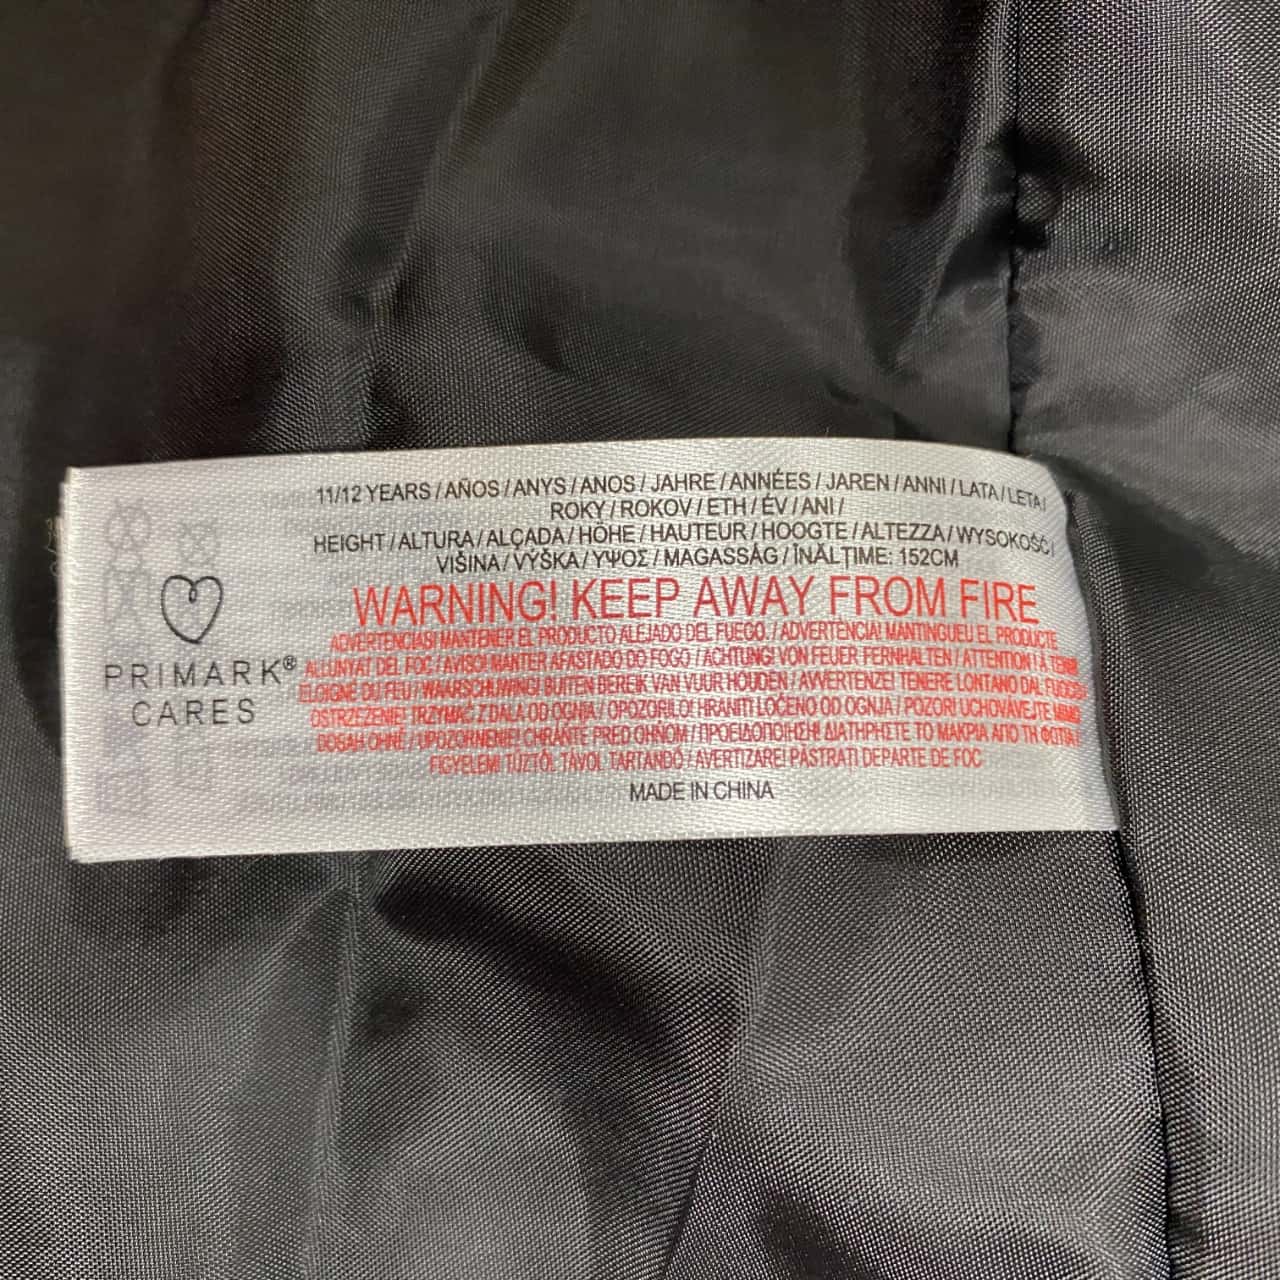 11/12 YEARS / AÑOS / ANYS / ANOS / JAHRE / ANNÉES / JAREN / ANNI / LATA / LETA /
ROKY / ROKOV / ETH / ÉV / ANI /
HEIGHT / ALTURA / ALÇADA / HÖHE / HAUTEUR / HOOGTE / ALTEZZA / WYSOKOŚĆ /
VIŠINA / VÝŠKA / ΥΨΟΣ / MAGASSÁG / ÎNĂLȚIME: 152CM
WARNING! KEEP AWAY FROM FIRE
ADVERTENCIAS! MANTENER EL PRODUCTO ALEJADO DEL FUEGO. / ADVERTÈNCIA! MANTINGUEU EL PRODUCTE
ALLUNYAT DEL FOC / AVISO! MANTER AFASTADO DO FOGO / ACHTUNG! VON FEUER FERNHALTEN / ATTENTION ! À TENIR
ÉLOIGNÉ DU FEU / WAARSCHUWING! BUITEN BEREIK VAN VUUR HOUDEN / AVVERTENZE! TENERE LONTANO DAL FUOCO
OSTRZEŻENIE! TRZYMAĆ Z DALA OD OGNIA / OPOZORILO! HRANITI LOČENO OD OGNJA / POZOR! UCHOVÁVEJTE MIMO
DOSAH OHNĚ / UPOZORNENIE! CHRÁŇTE PRED OHŇOM / ΠΡΟΕΙΔΟΠΟΙΗΣΗ! ΔΙΑΤΗΡΗΣΤΕ ΤΟ ΜΑΚΡΙΑ ΑΠΟ ΤΗ ΦΩΤΙΑ /
FIGYELEM! TŰZTŐL TÁVOL TARTANDÓ / AVERTIZARE! PĂSTRAȚI DEPARTE DE FOC
MADE IN CHINA
PRIMARK®
CARES